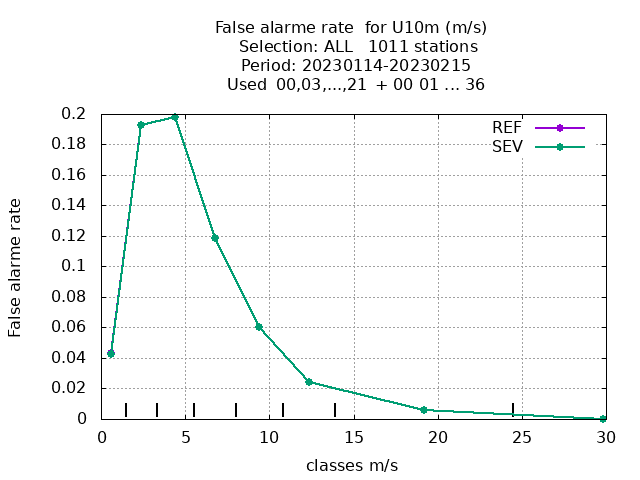 False alarme rate  for U10m (m/s)
Selection: ALL   1011 stations
Period: 20230114-20230215
Used  00,03,...,21  + 00 01 ... 36
REF
SEV
0.2
0.18
0.16
0.14
0.12
0.1
0.08
0.06
0.04
0.02
0
False alarme rate
0 5 10 15 20 25 30
classes m/s